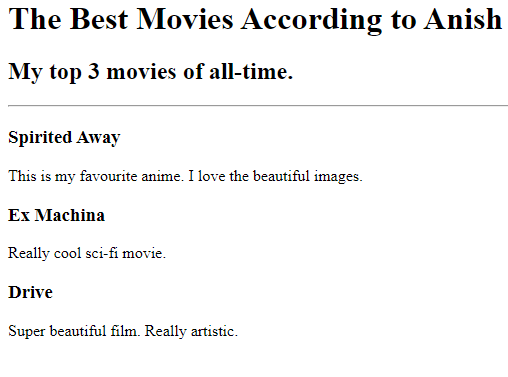 The Best Movies According to Anish
My top 3 movies of all-time.
Spirited Away
This is my favourite anime. I love the beautiful images.
Ex Machina
Really cool sci-fi movie.
Drive
Super beautiful film. Really artistic.